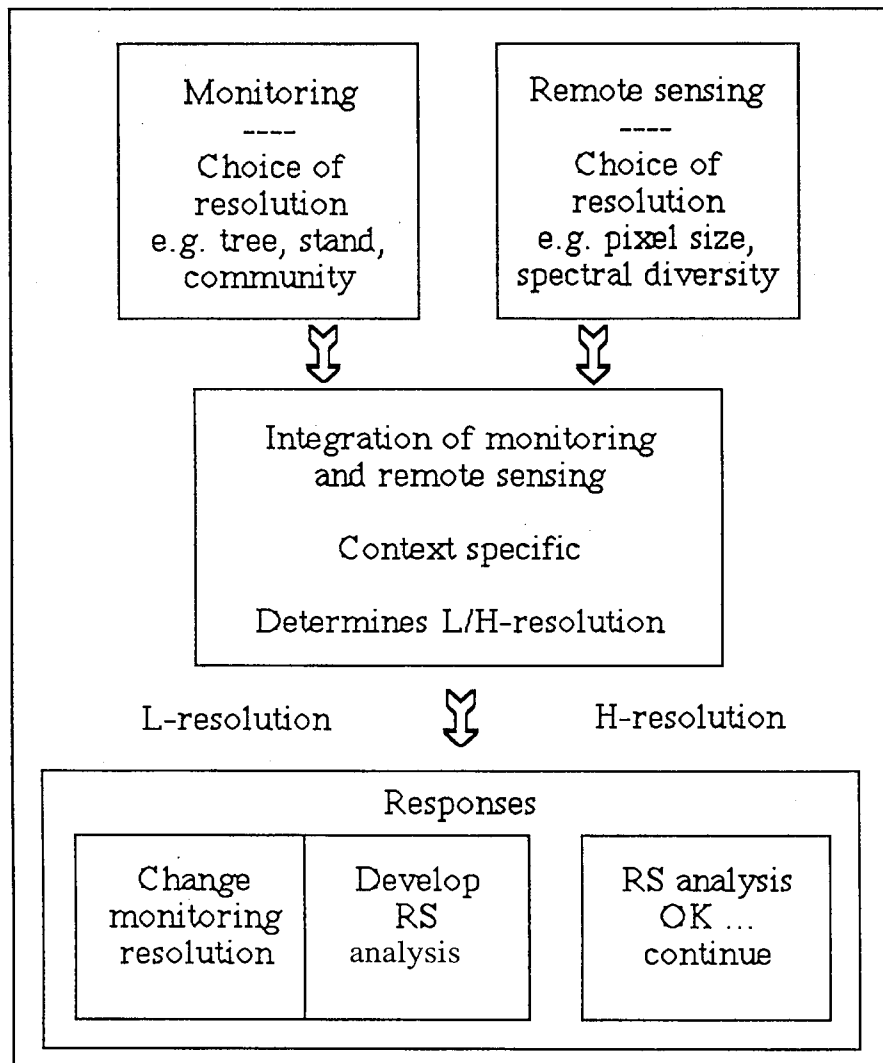 Monitoring
----
Choice of
resolution
e.g. tree, stand,
community
Remote sensing
----
Choice of
resolution
e.g. pixel size,
spectral diversity
Integration of monitoring
and remote sensing
Context specific
Determines L/H-resolution
L-resolution
H-resolution
Responses
Change
monitoring
resolution
Develop
RS
analysis
RS analysis
OK ...
continue